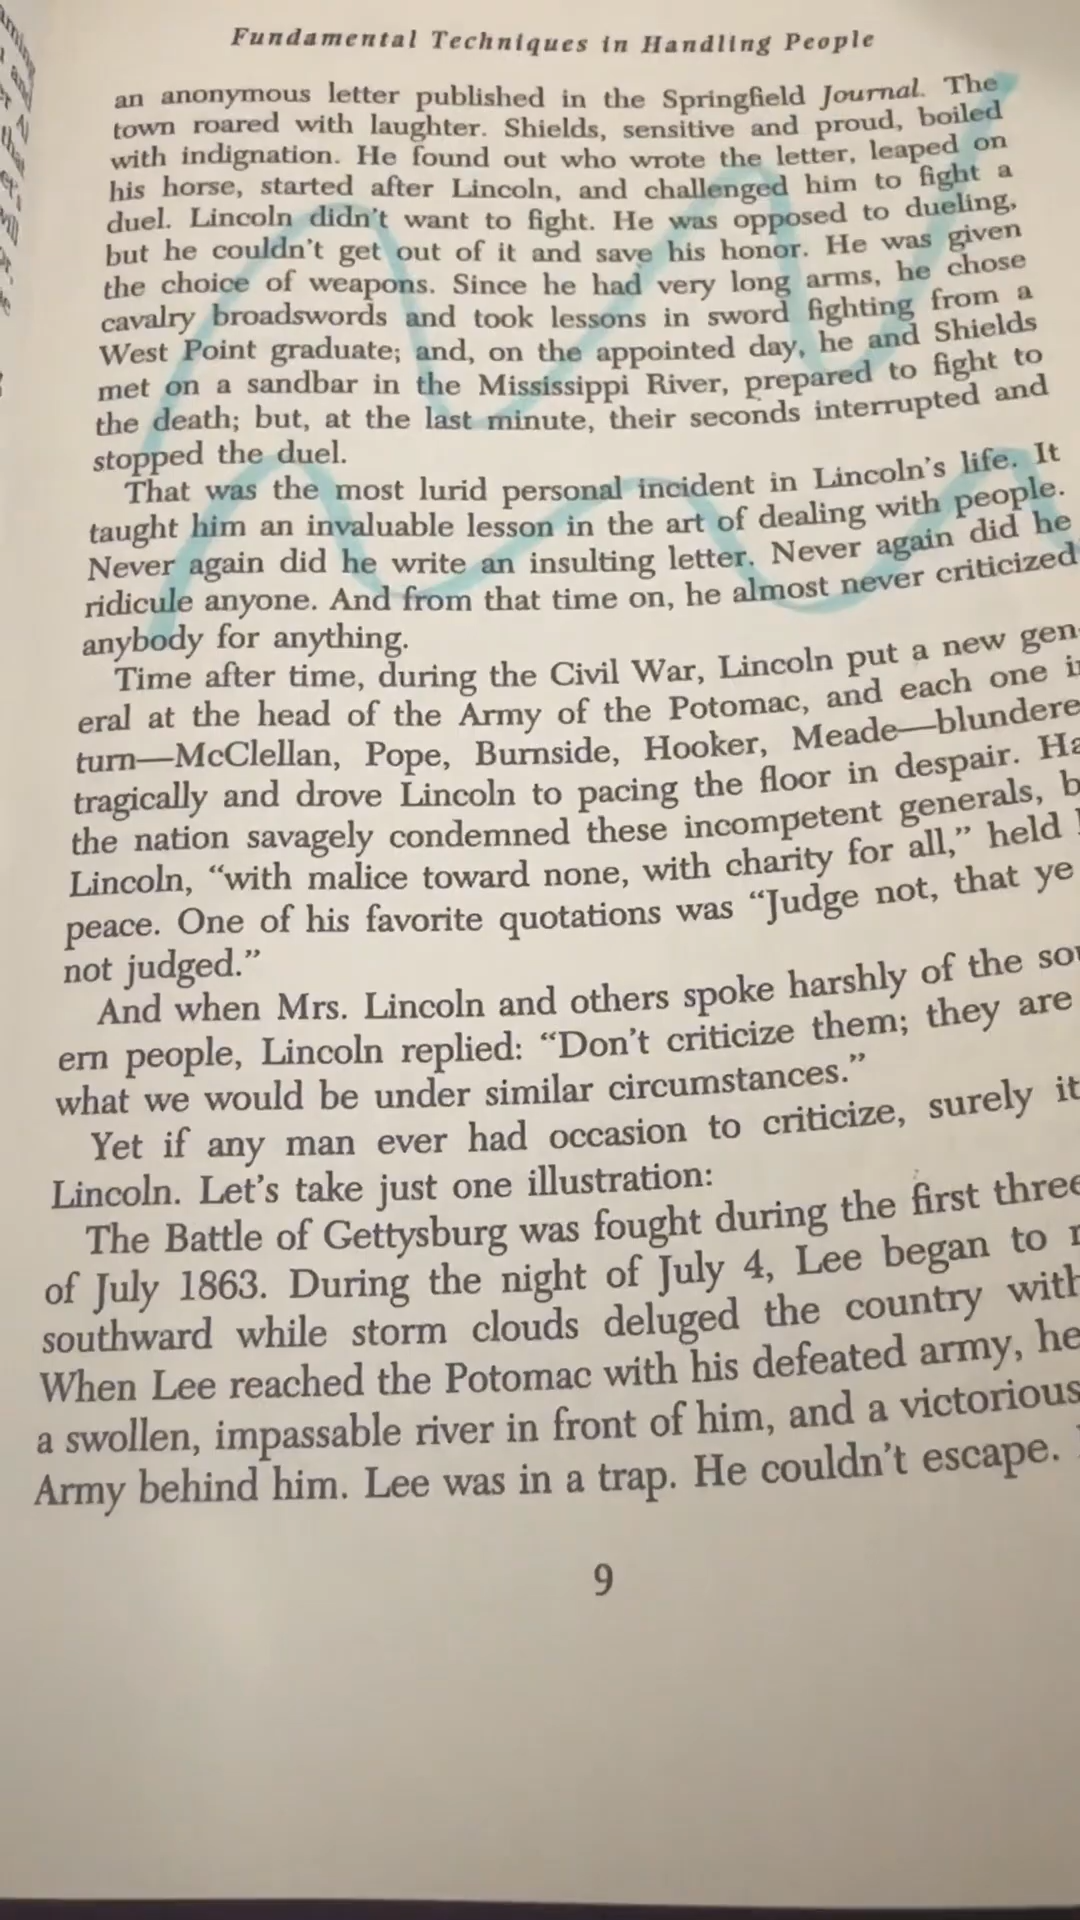 Fundamental Techniques in Handling People
an anonymous letter published in the Springfield Journal. The
town roared with laughter. Shields, sensitive and proud, boiled
with indignation. He found out who wrote the letter, leaped on
his horse, started after Lincoln, and challenged him to fight a
duel. Lincoln didn't want to fight. He was opposed to dueling,
but he couldn't get out of it and save his honor. He was given
the choice of weapons. Since he had very long arms, he chose
cavalry broadswords and took lessons in sword fighting from a
West Point graduate; and, on the appointed day, he and Shields
met on a sandbar in the Mississippi River, prepared to fight to
the death; but, at the last minute, their seconds interrupted and
stopped the duel.
That was the most lurid personal incident in Lincoln's life. It
taught him an invaluable lesson in the art of dealing with people.
Never again did he write an insulting letter. Never again did he
ridicule anyone. And from that time on, he almost never criticized
anybody for anything.
Time after time, during the Civil War, Lincoln put a new gen-
eral at the head of the Army of the Potomac, and each one
turn—McClellan, Pope, Burnside, Hooker, Meade—blundere
tragically and drove Lincoln to pacing the floor in despair. Ha
the nation savagely condemned these incompetent generals, b
Lincoln, “with malice toward none, with charity for all,” held
peace. One of his favorite quotations was “Judge not, that ye
not judged.”
And when Mrs. Lincoln and others spoke harshly of the sou
ern people, Lincoln replied: “Don't criticize them; they are
what we would be under similar circumstances.”
Yet if any man ever had occasion to criticize, surely it
Lincoln. Let's take just one illustration:
The Battle of Gettysburg was fought during the first three
of July 1863. During the night of July 4, Lee began to
southward while storm clouds deluged the country with
When Lee reached the Potomac with his defeated army, he
a swollen, impassable river in front of him, and a victorious
Army behind him. Lee was in a trap. He couldn't escape.
9